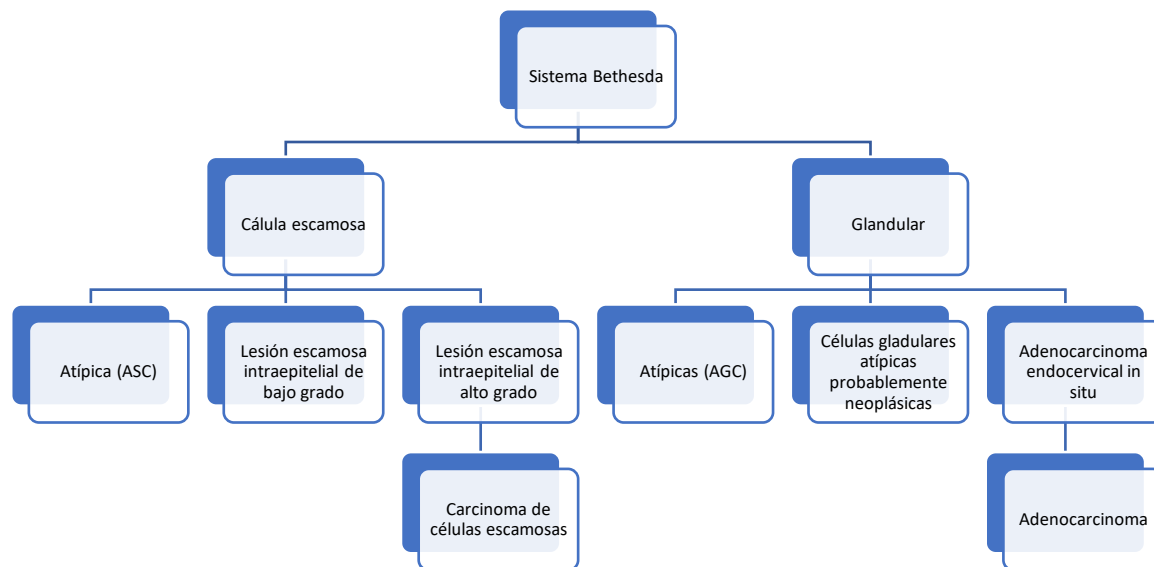 Sistema Bethesda
Célula escamosa
Glandular
Atípica (ASC)
Lesión escamosa
intraepitelial de
bajo grado
Lesión escamosa
intraepitelial de
alto grado
Atípicas (AGC)
Células gladulares
atípicas
probablemente
neoplásicas
Adenocarcinoma
endocervical in
situ
Carcinoma de
células escamosas
Adenocarcinoma